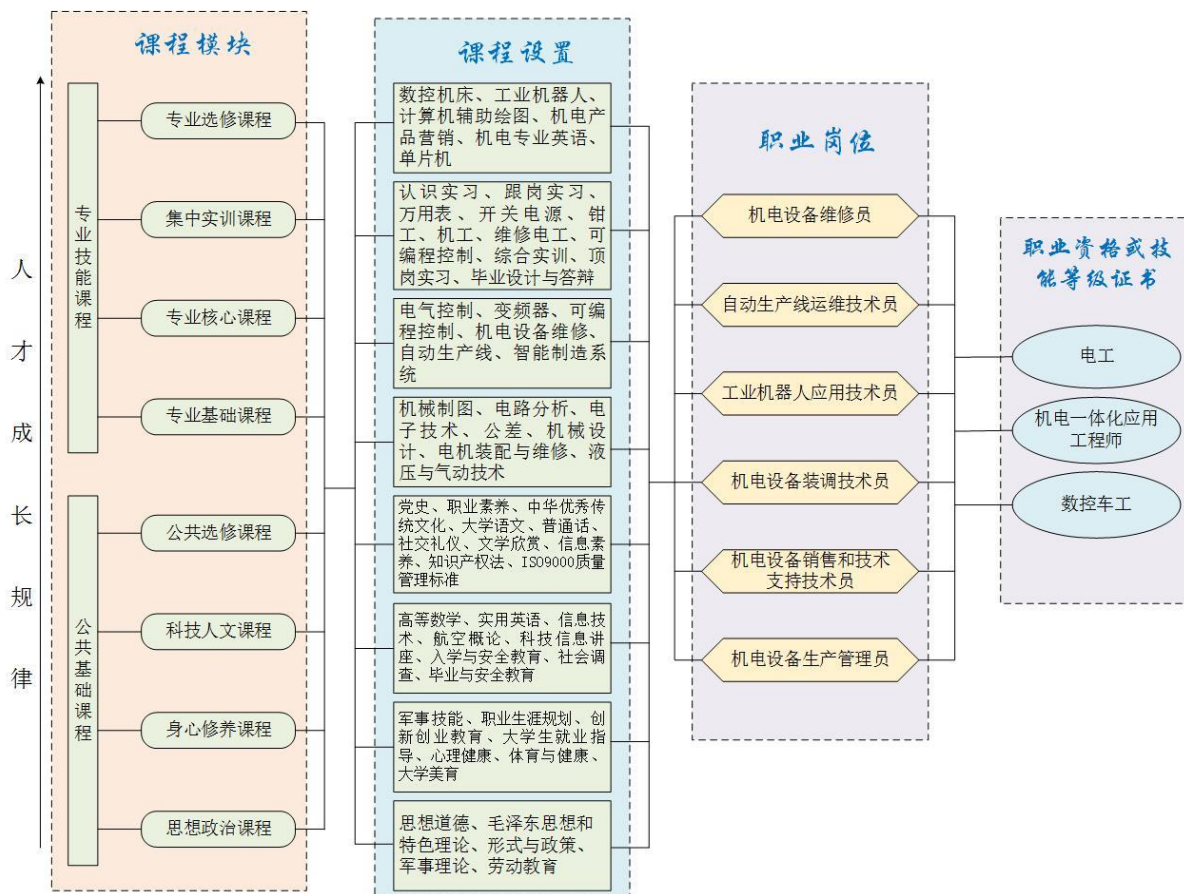 课程模块
人才成长规律
专业技能课程
专业选修课程
集中实训课程
专业核心课程
专业基础课程
公共基础课程
公共选修课程
科技人文课程
身心修养课程
思想政治课程
课程设置
数控机床、工业机器人、
计算机辅助绘图、机电产
品营销、机电专业英语、
单片机
认识实习、跟岗实习、
万用表、开关电源、钳
工、机工、维修电工、可
编程控制、综合实训、顶
岗实习、毕业设计与答辩
电气控制、变频器、可编
程控制、机电设备维修、
自动生产线、智能制造系
统
机械制图、电路分析、电
子技术、公差、机械设
计、电机装配与维修、液
压与气动技术
党史、职业素养、中华优秀传
统文化、大学语文、普通话、
社交礼仪、文学欣赏、信息素
养、知识产权法、ISO9000质量
管理标准
高等数学、实用英语、信息技
术、航空概论、科技信息讲
座、入学与安全教育、社会调
查、毕业与安全教育
军事技能、职业生涯规划、创
新创业教育、大学生就业指
导、心理健康、体育与健康、
大学美育
思想道德、毛泽东思想和
特色理论、形式与政策、
军事理论、劳动教育
职业岗位
机电设备维修员
自动生产线运维技术员
工业机器人应用技术员
机电设备装调技术员
机电设备销售和技术
支持技术员
机电设备生产管理员
职业资格或技
能等级证书
电工
机电一体化应用
工程师
数控车工